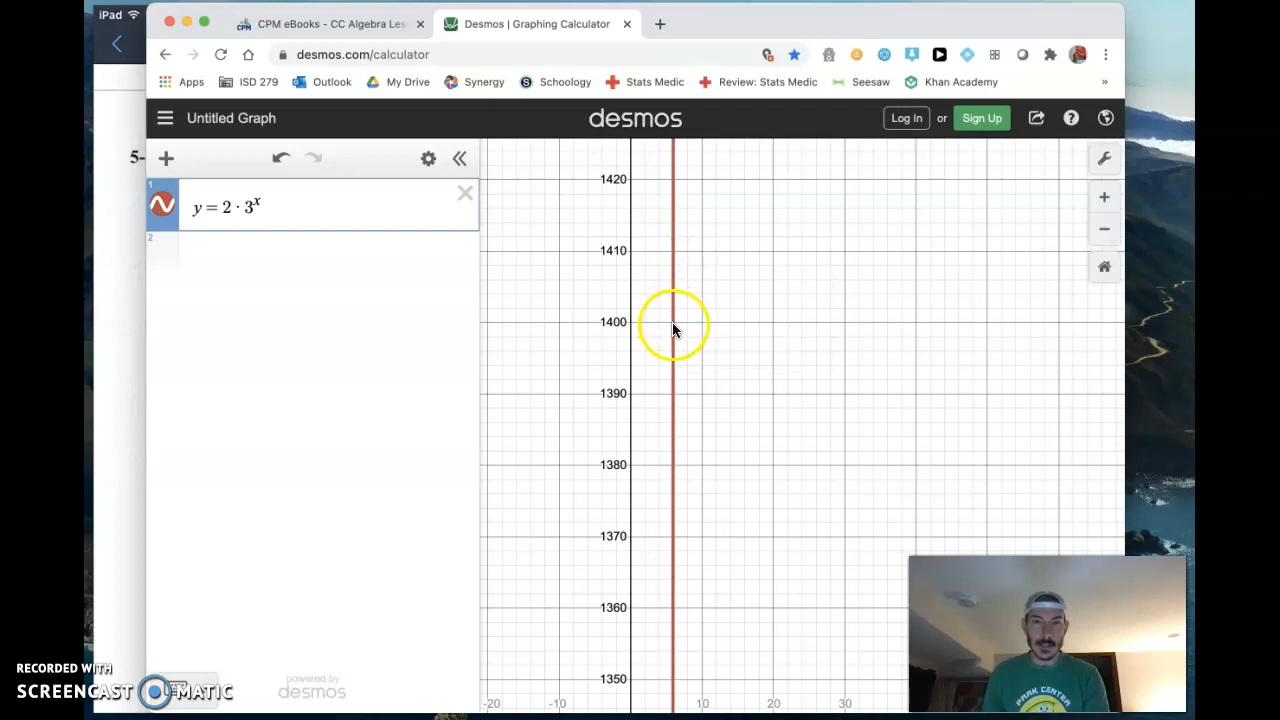 iPad
CPM eBooks - CC Algebra Les
Desmos | Graphing Calculator
desmos.com/calculator
Apps
ISD 279
Outlook
My Drive
Synergy
Schoology
Stats Medic
Review: Stats Medic
Seesaw
Khan Academy
»
Untitled Graph
desmos
Log In
or
Sign Up
5-
1
y = 2 · 3^x
2
1420
1410
1400
1390
1380
1370
1360
1350
-20
-10
10
20
30
powered by
desmos
RECORDED WITH
SCREENCAST MATIC
PARK CENTER